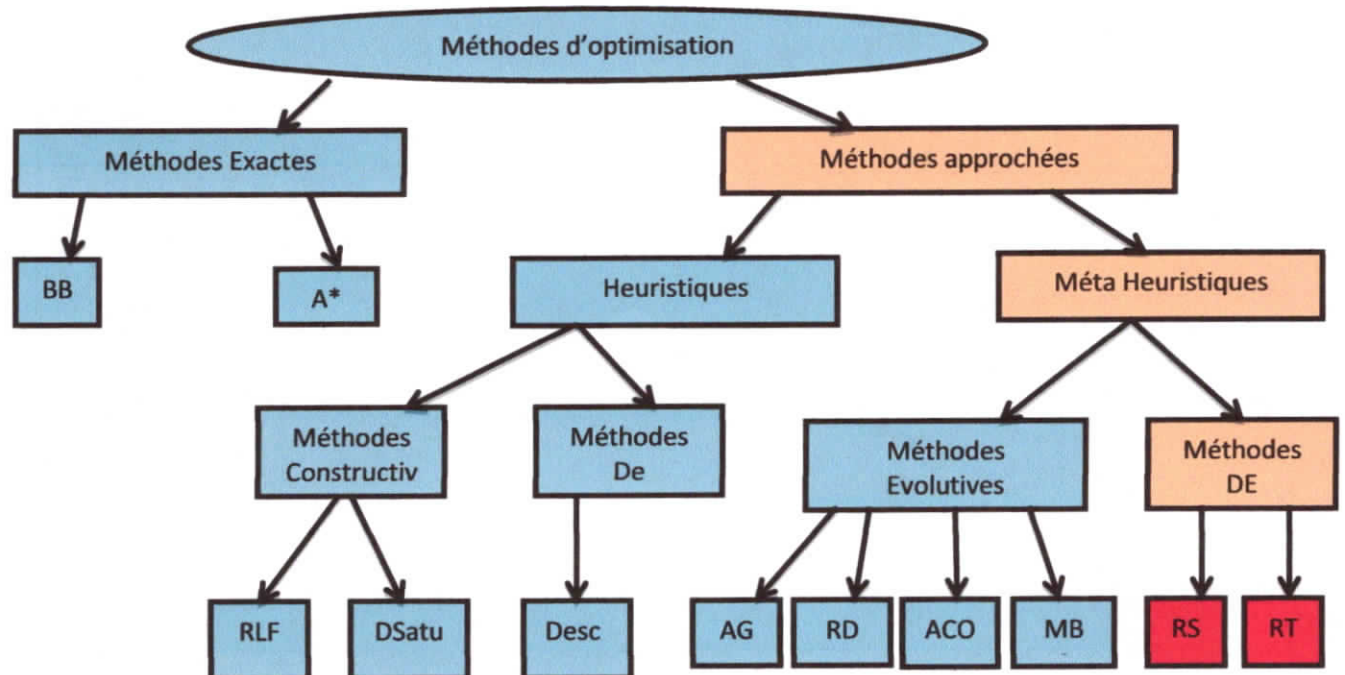 Méthodes d'optimisation
Méthodes Exactes
Méthodes approchées
BB
A*
Heuristiques
Méta Heuristiques
Méthodes
Constructiv
Méthodes
De
Méthodes
Evolutives
Méthodes
DE
RLF
DSatu
Desc
AG
RD
ACO
MB
RS
RT